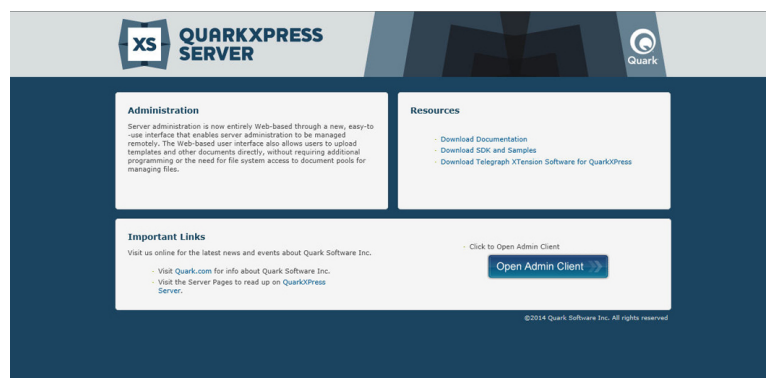 XS
QUARKXPRESS
SERVER
Quark
Administration
Server administration is now entirely Web-based through a new, easy-to
-use interface that enables server administration to be managed
remotely. The Web-based user interface also allows users to upload
templates and other documents directly, without requiring additional
programming or the need for file system access to document pools for
managing files.
Resources
· Download Documentation
· Download SDK and Samples
· Download Telegraph XTension Software for QuarkXPress
Important Links
Visit us online for the latest news and events about Quark Software Inc.
· Visit Quark.com for info about Quark Software Inc.
· Visit the Server Pages to read up on QuarkXPress
Server.
· Click to Open Admin Client
Open Admin Client
©2014 Quark Software Inc. All rights reserved